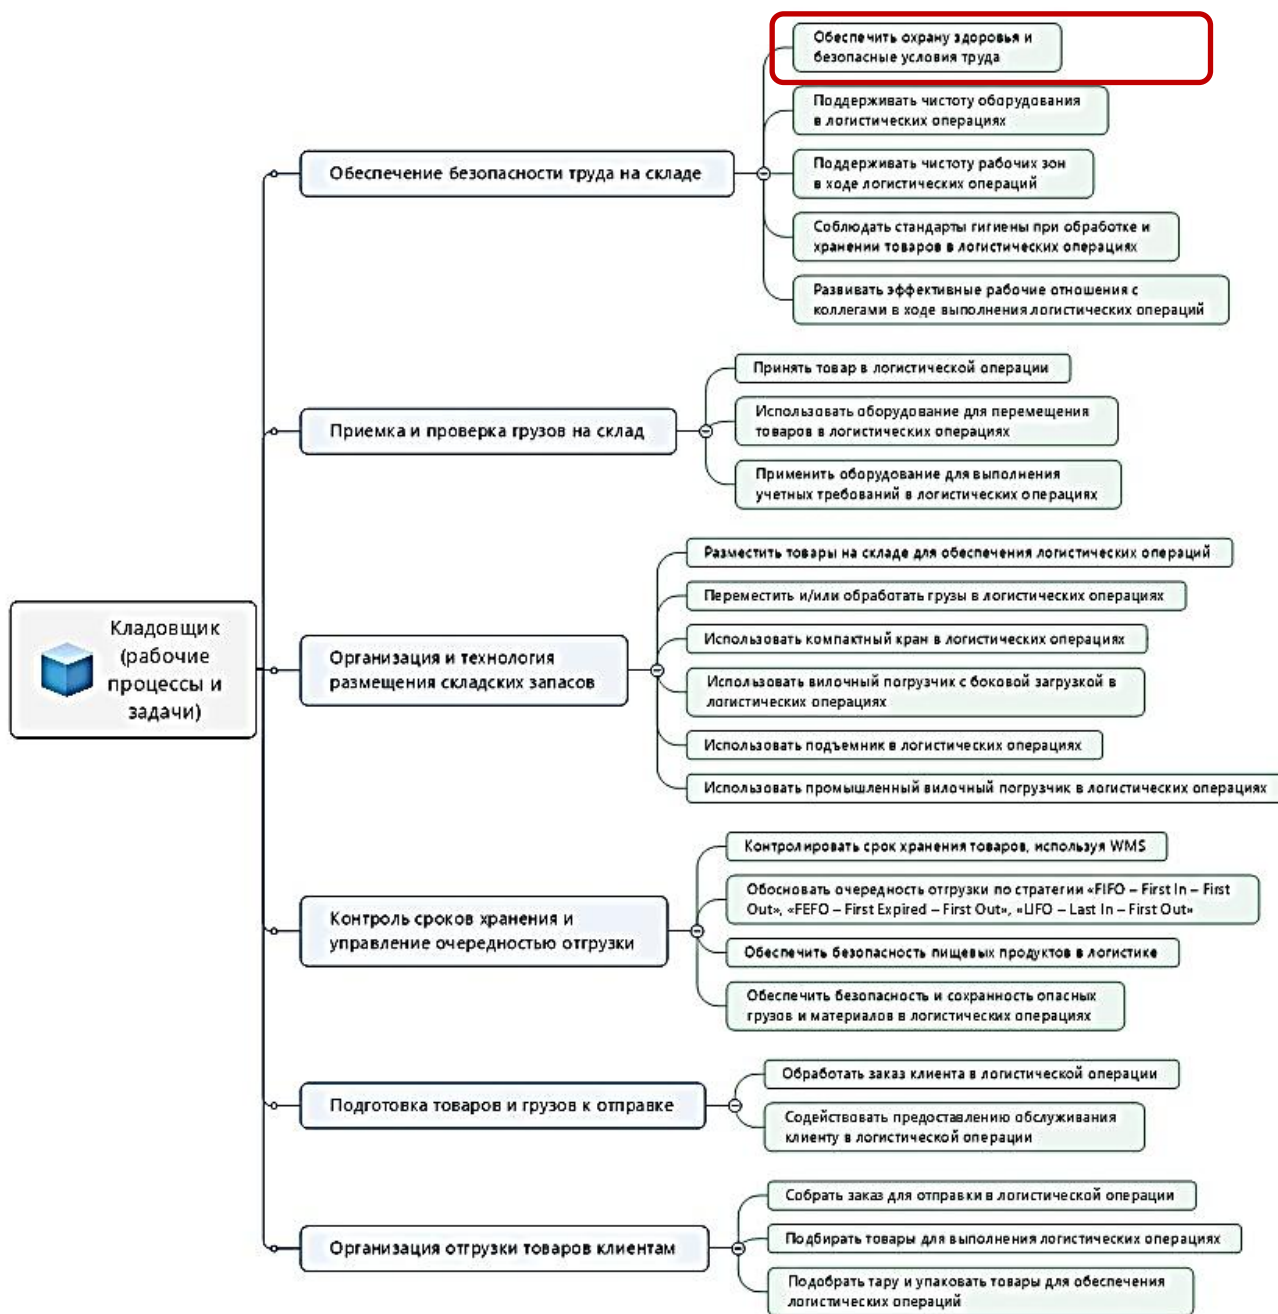 Обеспечить охрану здоровья и
безопасные условия труда
Поддерживать чистоту оборудования
в логистических операциях
Обеспечение безопасности труда на складе
Поддерживать чистоту рабочих зон
в ходе логистических операций
Соблюдать стандарты гигиены при обработке и
хранении товаров в логистических операциях
Развивать эффективные рабочие отношения с
коллегами в ходе выполнения логистических операций
Принять товар в логистической операции
Приемка и проверка грузов на склад
Использовать оборудование для перемещения
товаров в логистических операциях
Применить оборудование для выполнения
учетных требований в логистических операциях
Разместить товары на складе для обеспечения логистических операций
Переместить и/или обработать грузы в логистических операциях
Кладовщик
(рабочие
процессы и
задачи)
Организация и технология
размещения складских запасов
Использовать компактный кран в логистических операциях
Использовать вилочный погрузчик с боковой загрузкой в
логистических операциях
Использовать подъемник в логистических операциях
Использовать промышленный вилочный погрузчик в логистических операциях
Контролировать срок хранения товаров, используя WMS
Контроль сроков хранения и
управление очередностью отгрузки
Обосновать очередность отгрузки по стратегии «FIFO – First In – First
Out», «FEFO – First Expired – First Out», «LIFO – Last In – First Out»
Обеспечить безопасность пищевых продуктов в логистике
Обеспечить безопасность и сохранность опасных
грузов и материалов в логистических операциях
Обработать заказ клиента в логистической операции
Подготовка товаров и грузов к отправке
Содействовать предоставлению обслуживания
клиенту в логистической операции
Собрать заказ для отправки в логистической операции
Организация отгрузки товаров клиентам
Подбирать товары для выполнения логистических операциях
Подобрать тару и упаковать товары для обеспечения
логистических операций